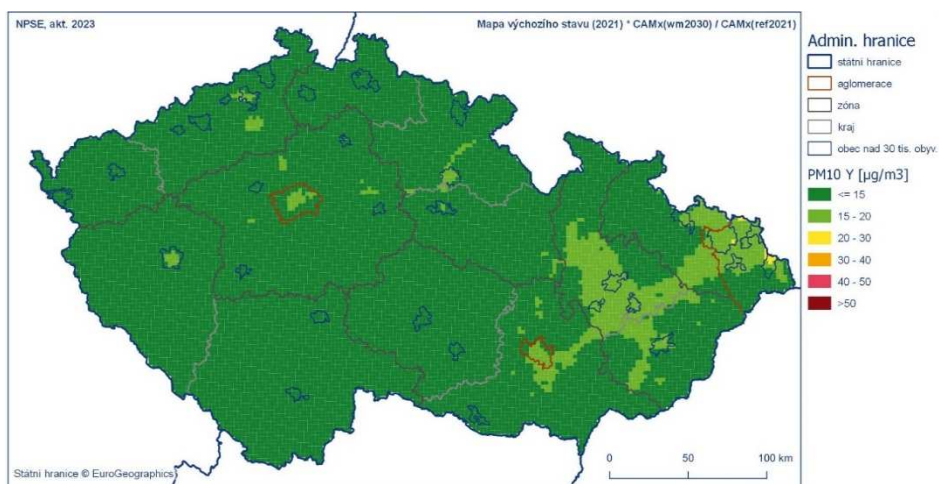 NPSE, akt. 2023
Mapa výchozího stavu (2021) * CAMx(wm2030) / CAMx(ref2021)
Admin. hranice
státní hranice
aglomerace
zóna
kraj
obec nad 30 tis. obyv.
PM10 Y [µg/m3]
<= 15
15 - 20
20 - 30
30 - 40
40 - 50
>50
0 50 100 km
Státní hranice © EuroGeographics